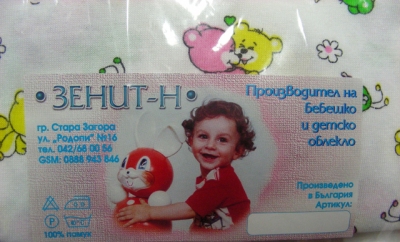 • ЗЕНИТ-Н •
гр. Стара Загора
ул. „Родопи" №16
тел. 042/68 00 56
GSM: 0888 943 846
100% памук
Производител на
бебешко
и детско
облекло
Произведено
в България
Артикул: